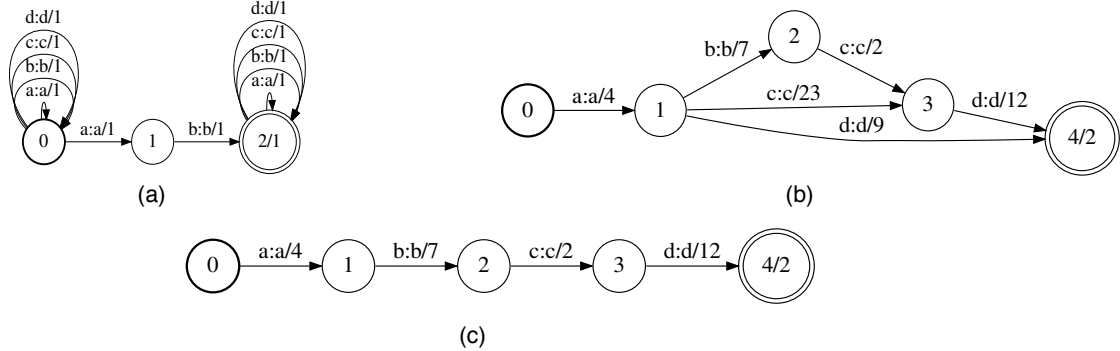 d:d/1
c:c/1
b:b/1
a:a/1
0
a:a/1
1
b:b/1
d:d/1
c:c/1
b:b/1
a:a/1
2/1
(a)
0
a:a/4
1
b:b/7
2
c:c/2
c:c/23
3
d:d/9
d:d/12
4/2
(b)
0
a:a/4
1
b:b/7
2
c:c/2
3
d:d/12
4/2
(c)